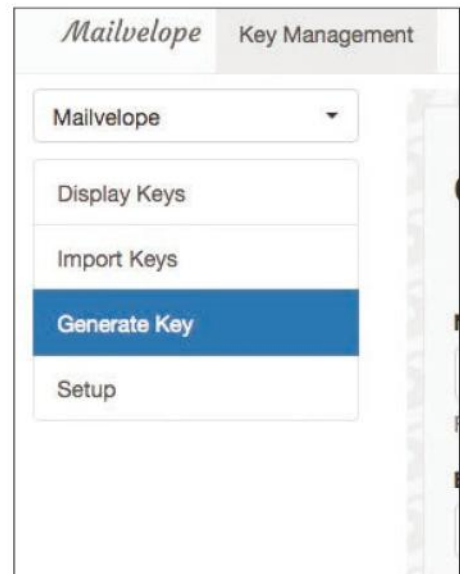 Mailvelope Key Management
Mailvelope
Display Keys
Import Keys
Generate Key
Setup